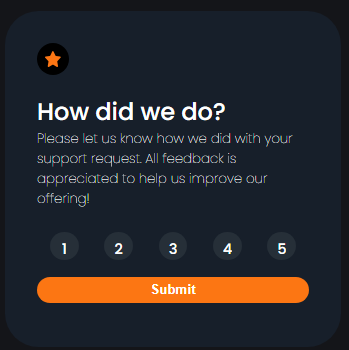 How did we do?
Please let us know how we did with your
support request. All feedback is
appreciated to help us improve our
offering!
1 2 3 4 5
Submit